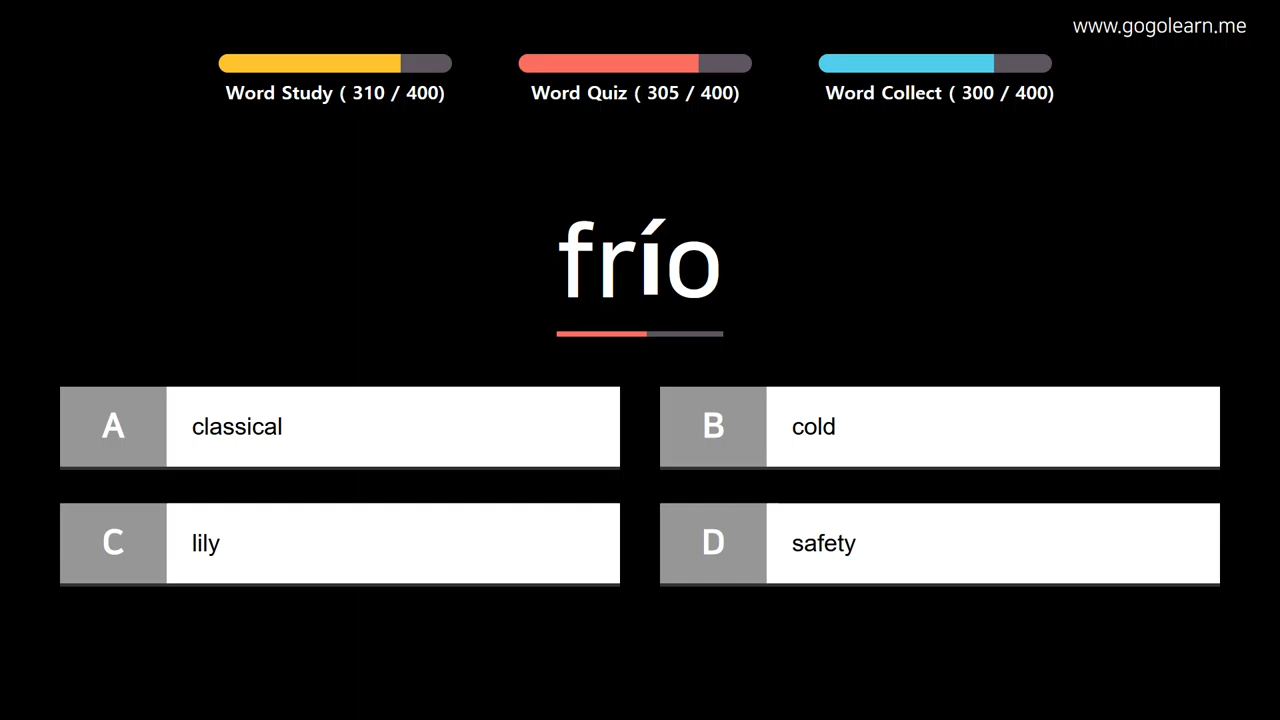 www.gogolearn.me
Word Study ( 310 / 400)
Word Quiz ( 305 / 400)
Word Collect ( 300 / 400)
frío
A classical
B cold
C lily
D safety